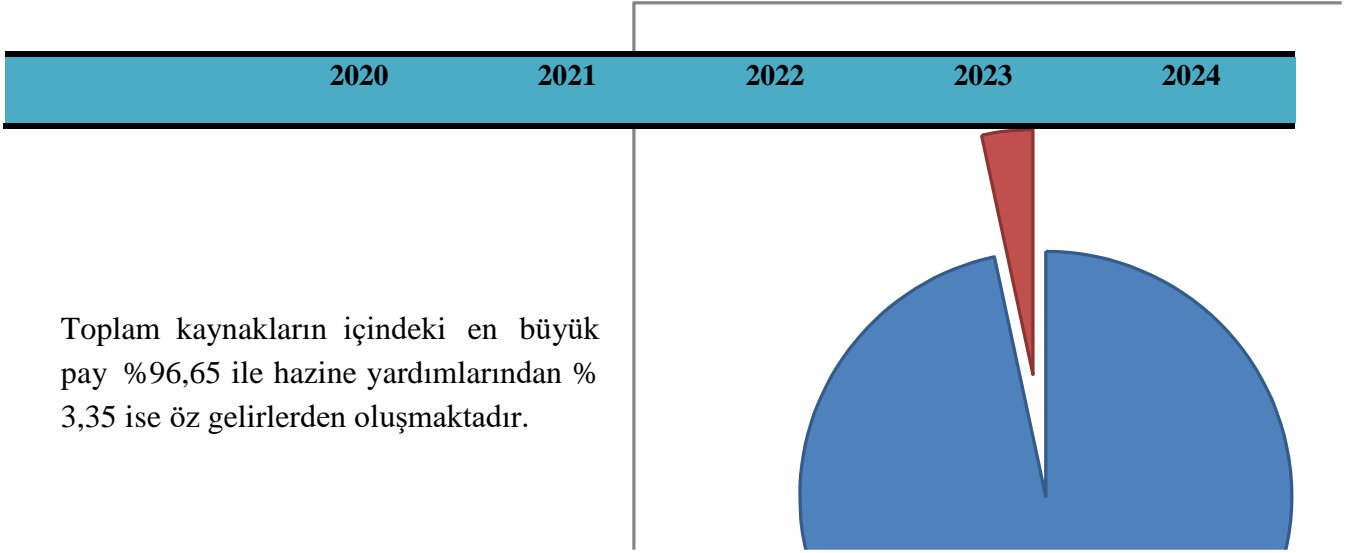 2020 2021 2022 2023 2024
Toplam kaynakların içindeki en büyük
pay %96,65 ile hazine yardımlarından %
3,35 ise öz gelirlerden oluşmaktadır.